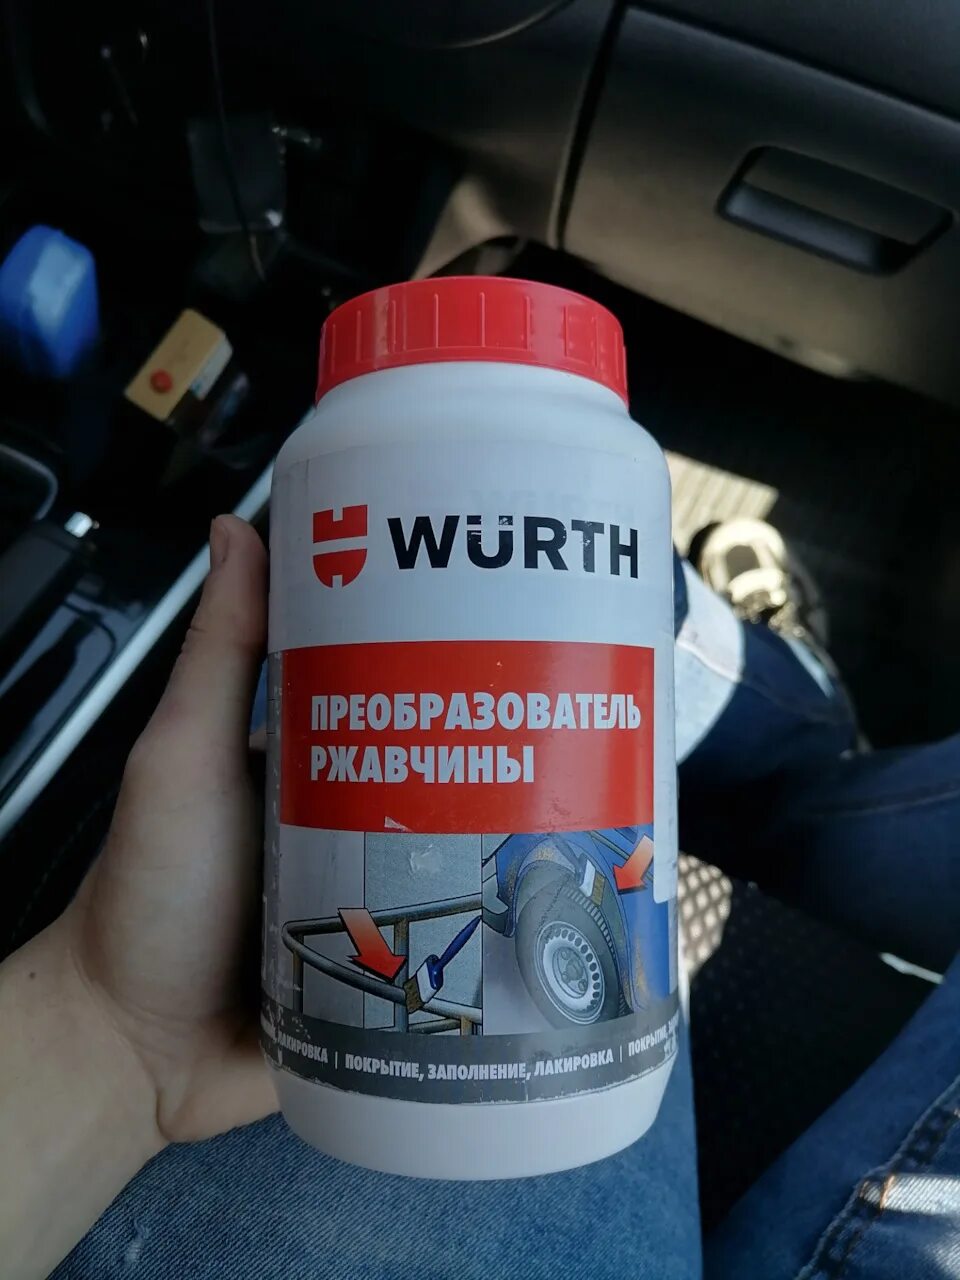 WÜRTH
ПРЕОБРАЗОВАТЕЛЬ
РЖАВЧИНЫ
ЛАКИРОВКА | ПОКРЫТИЕ, ЗАПОЛНЕНИЕ, ЛАКИРОВКА | ПОКРЫТИЕ,